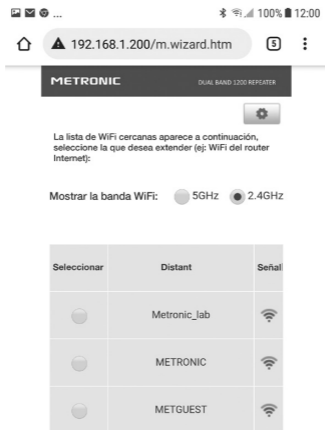 ... 100% 12:00
192.168.1.200/m.wizard.htm 5
METRONIC DUAL BAND 1200 REPEATER
La lista de WiFi cercanas aparece a continuación,
seleccione la que desea extender (ej: WiFi del router
Internet):
Mostrar la banda WiFi: 5GHz 2.4GHz
Seleccionar Distant Señal
Metronic_lab
METRONIC
METGUEST